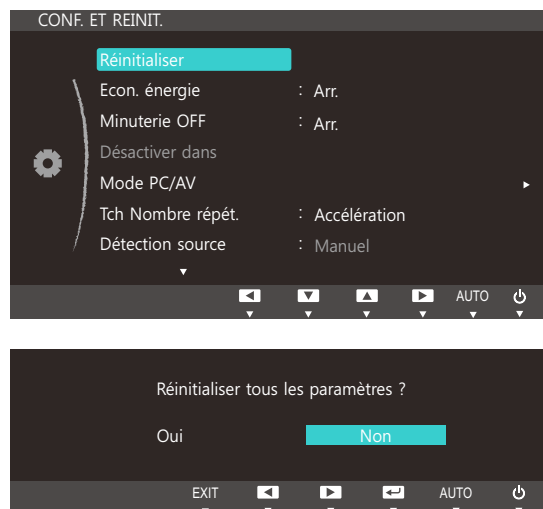 CONF. ET REINIT.
Réinitialiser
Econ. énergie : Arr.
Minuterie OFF : Arr.
Désactiver dans
Mode PC/AV
Tch Nombre répét. : Accélération
Détection source : Manuel
AUTO
Réinitialiser tous les paramètres ?
Oui Non
EXIT AUTO